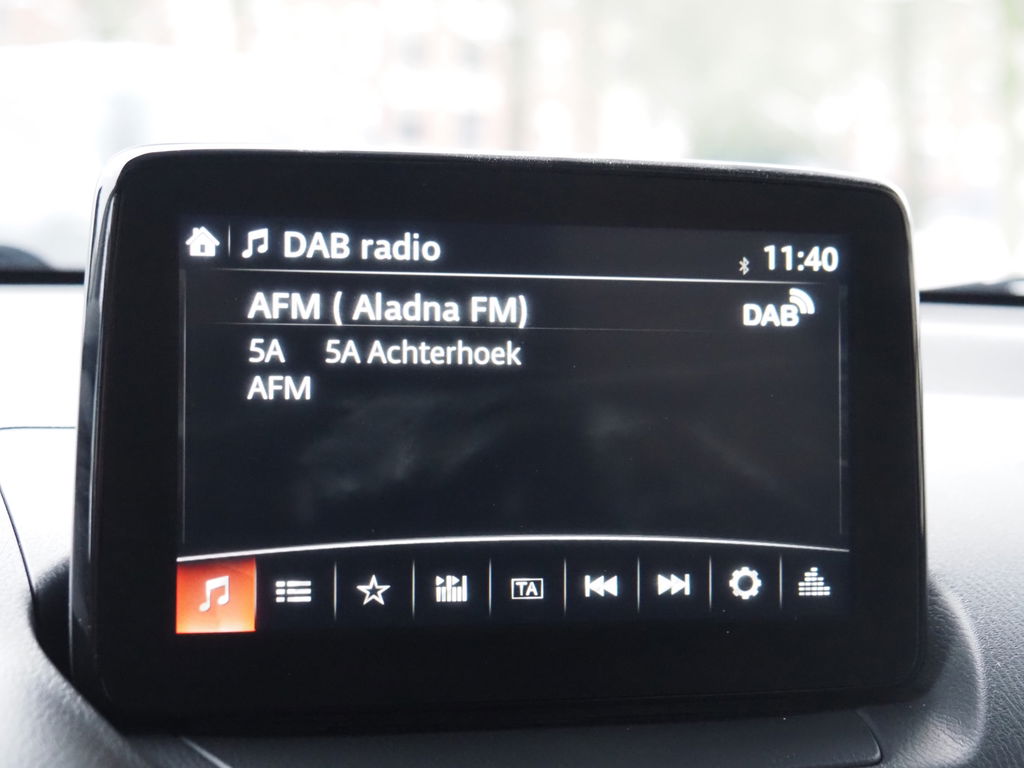 DAB radio
11:40
AFM ( Aladna FM)
DAB
5A 5A Achterhoek
AFM
TA